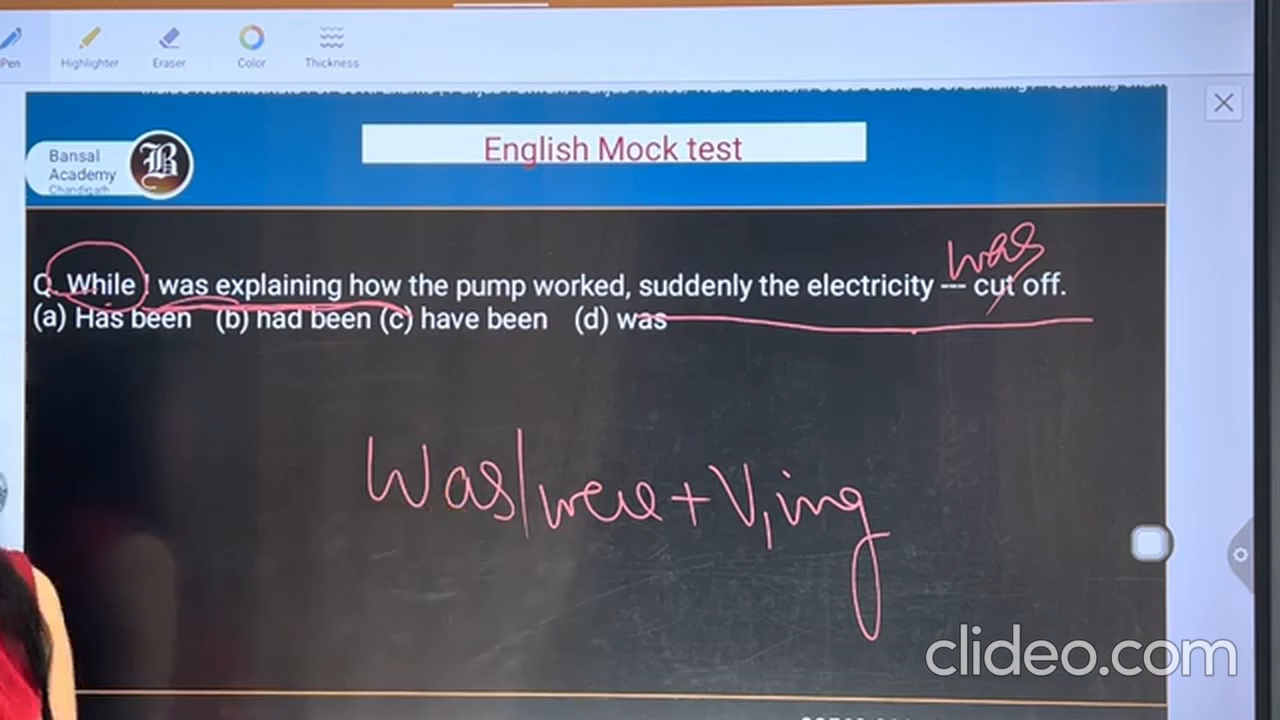 Pen Highlighter Eraser Color Thickness
Bansal
Academy
Chandigarh
B
English Mock test
was
Q. While I was explaining how the pump worked, suddenly the electricity --- cut off.
(a) Has been (b) had been (c) have been (d) was
Was/were + V1ing
clideo.com